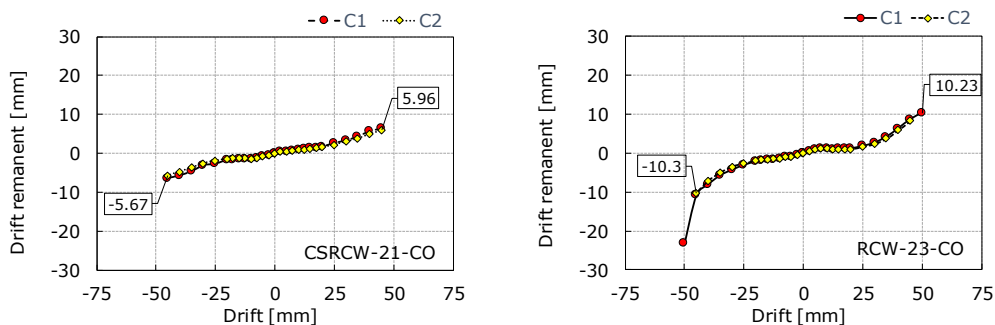 C1 C2
30
20
10
0
-10
-20
-30
Drift remanent [mm]
5.96
-5.67
CSRCW-21-CO
-75 -50 -25 0 25 50 75
Drift [mm]
C1 C2
30
20
10
0
-10
-20
-30
Drift remanent [mm]
10.23
-10.3
RCW-23-CO
-75 -50 -25 0 25 50 75
Drift [mm]